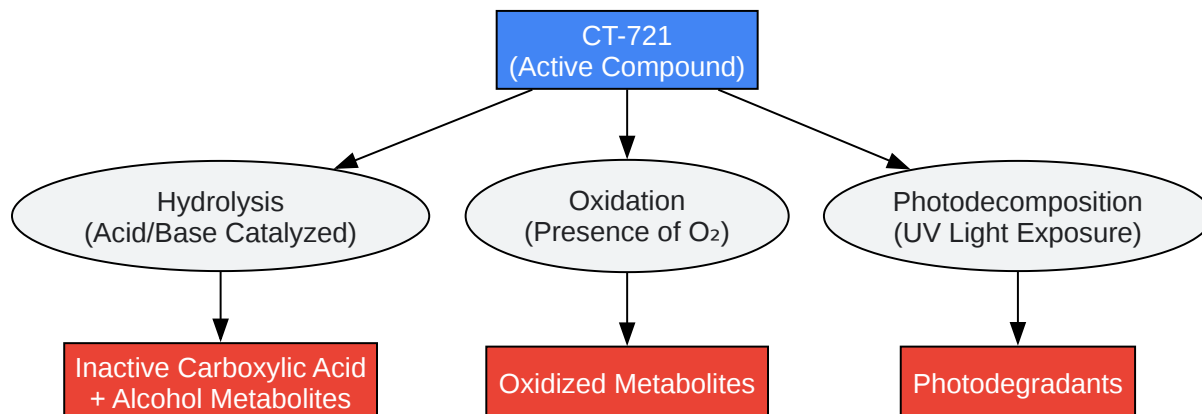 CT-721
(Active Compound)
Hydrolysis
(Acid/Base Catalyzed)
Oxidation
(Presence of O₂)
Photodecomposition
(UV Light Exposure)
Inactive Carboxylic Acid
+ Alcohol Metabolites
Oxidized Metabolites
Photodegradants